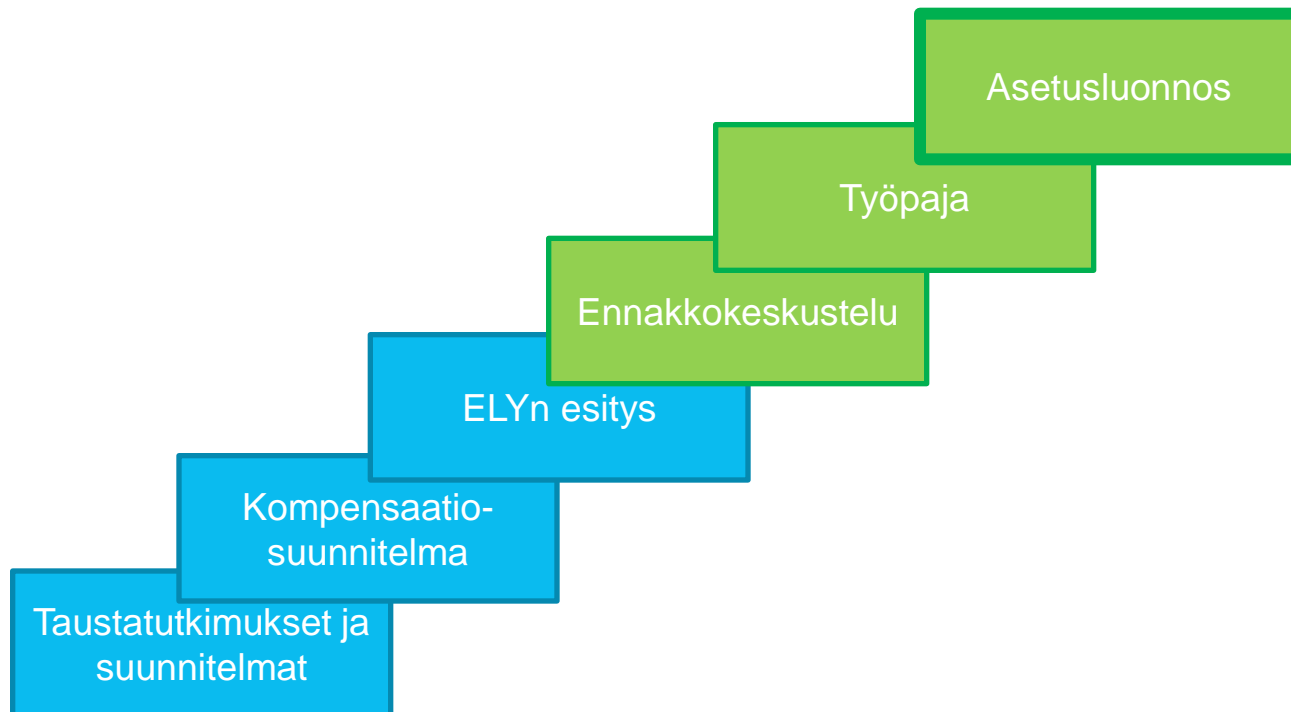 Asetusluonnos
Työpaja
Ennakkokeskustelu
ELYn esitys
Kompensaatio-
suunnitelma
Taustatutkimukset ja
suunnitelmat